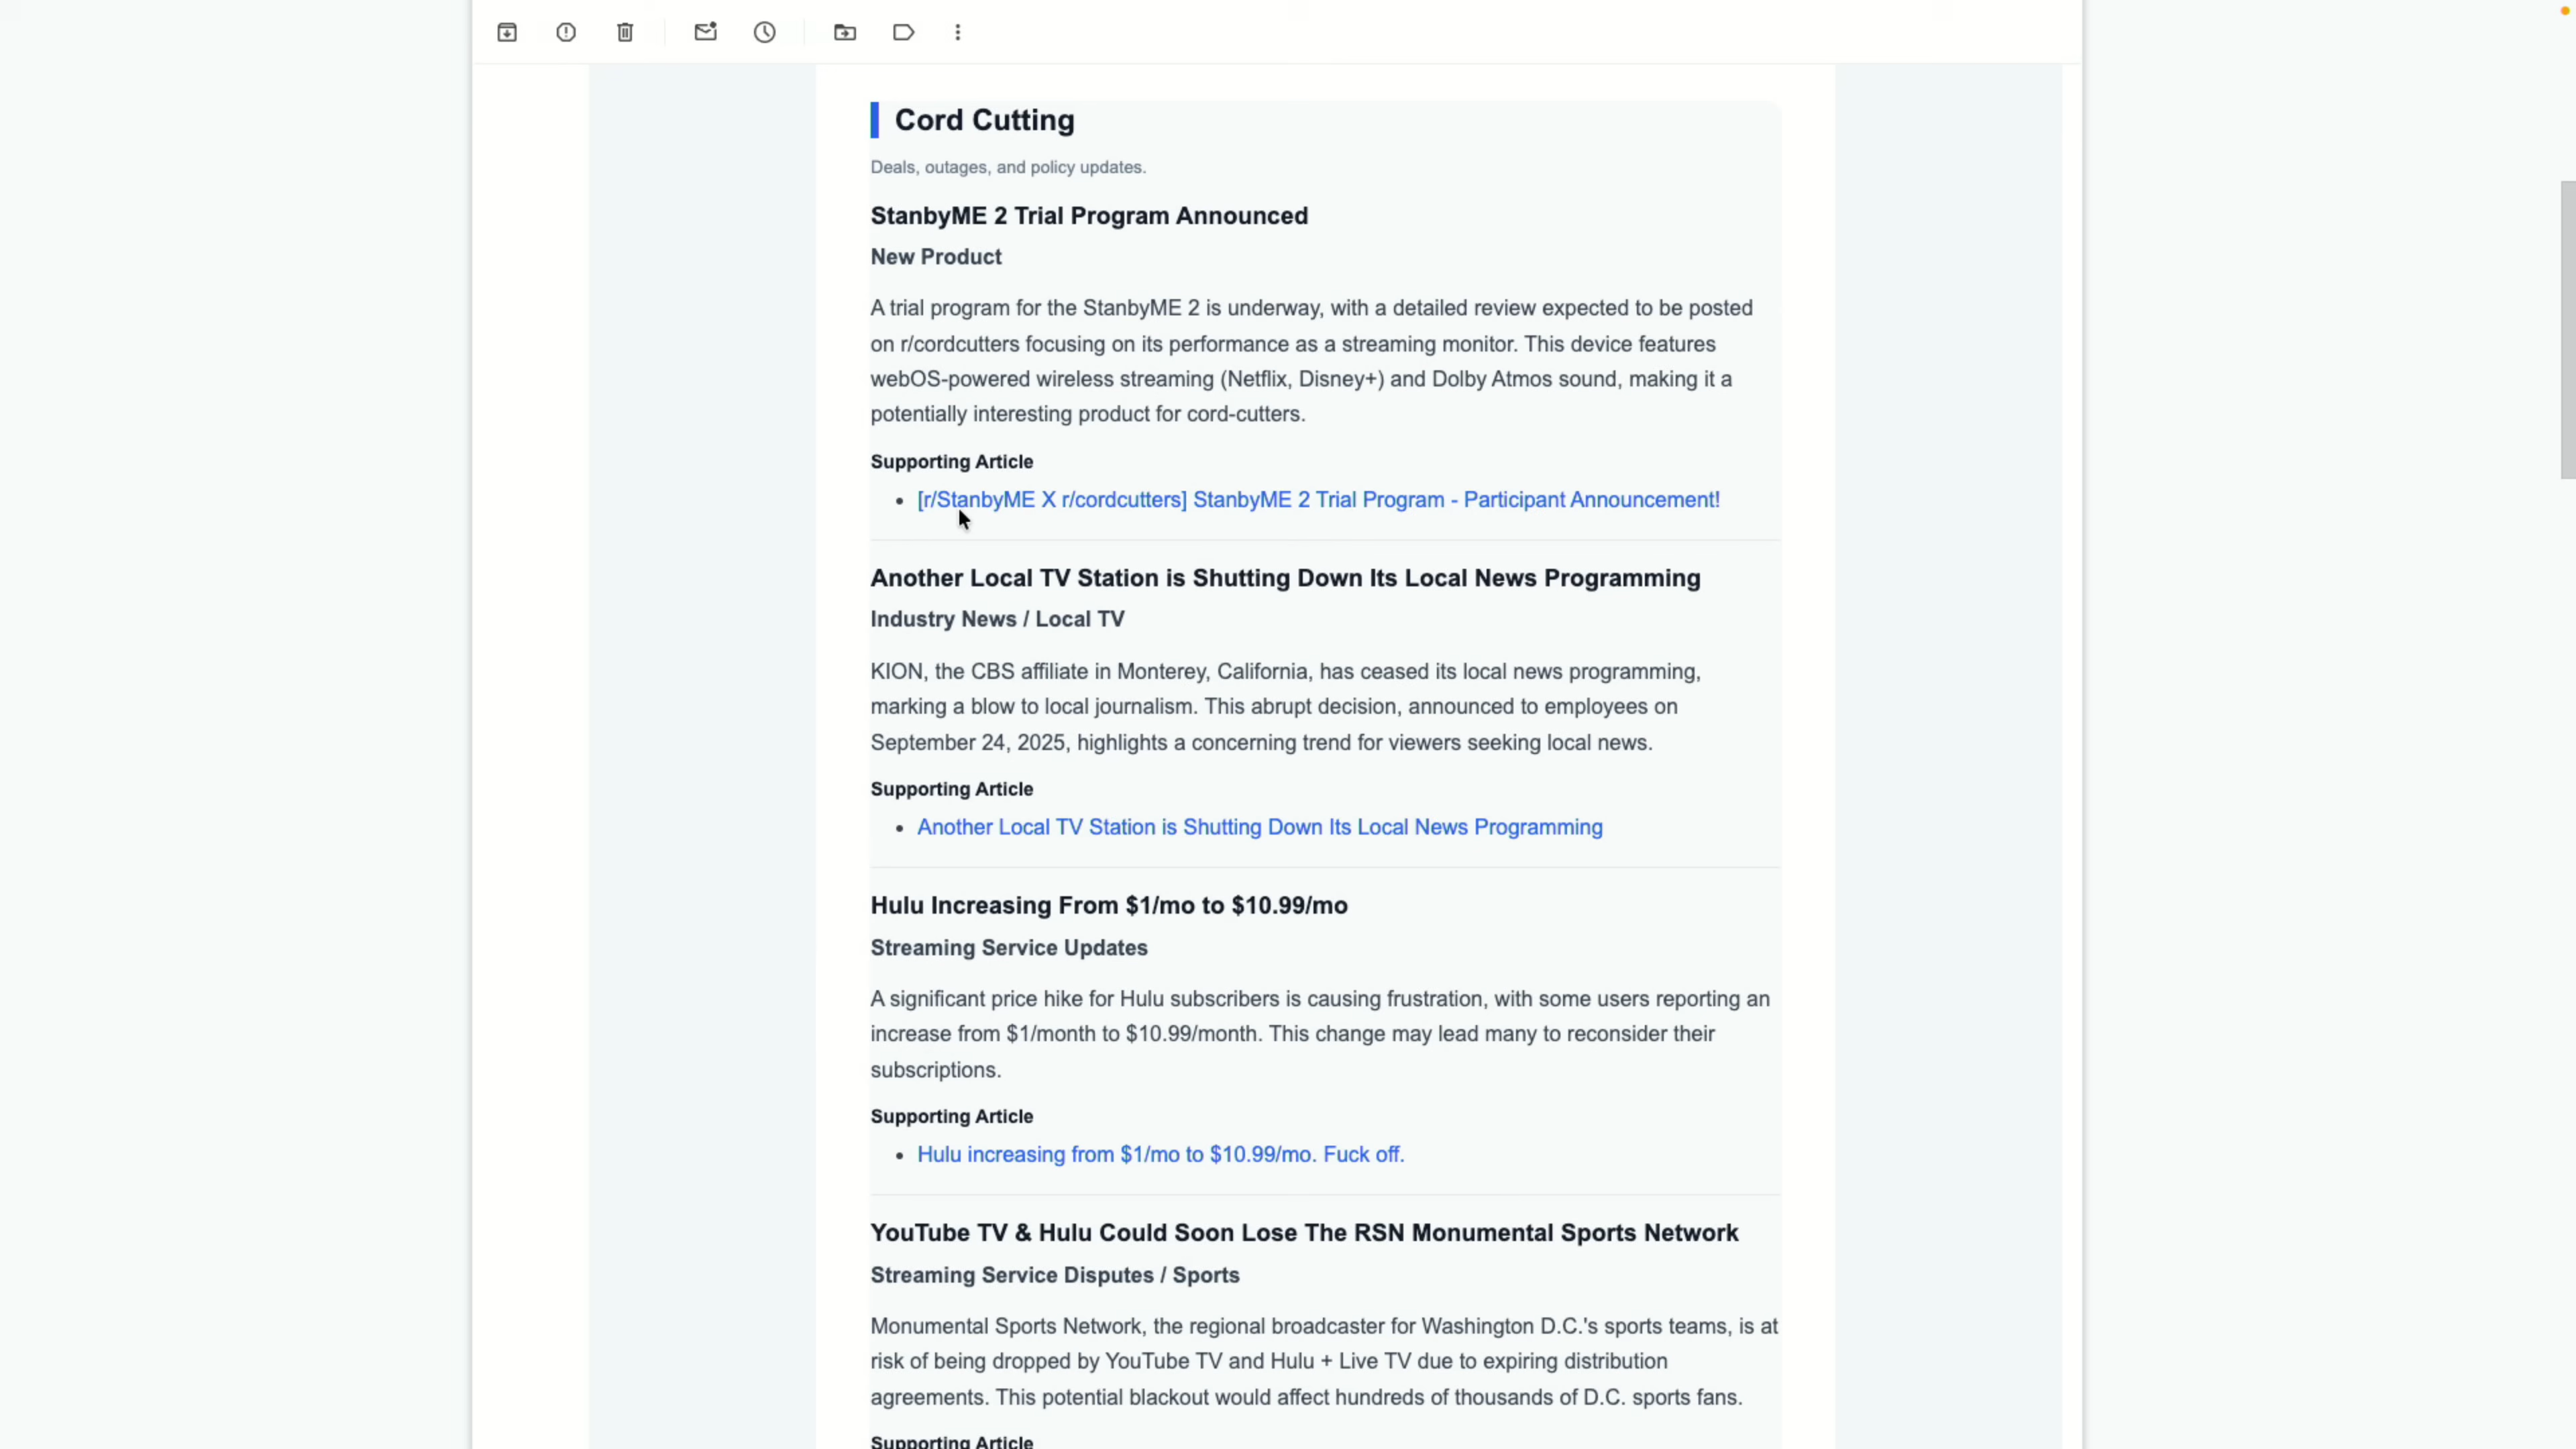 Cord Cutting
Deals, outages, and policy updates.
StanbyME 2 Trial Program Announced
New Product
A trial program for the StanbyME 2 is underway, with a detailed review expected to be posted
on r/cordcutters focusing on its performance as a streaming monitor. This device features
webOS-powered wireless streaming (Netflix, Disney+) and Dolby Atmos sound, making it a
potentially interesting product for cord-cutters.
Supporting Article
• [r/StanbyME X r/cordcutters] StanbyME 2 Trial Program - Participant Announcement!
Another Local TV Station is Shutting Down Its Local News Programming
Industry News / Local TV
KION, the CBS affiliate in Monterey, California, has ceased its local news programming,
marking a blow to local journalism. This abrupt decision, announced to employees on
September 24, 2025, highlights a concerning trend for viewers seeking local news.
Supporting Article
• Another Local TV Station is Shutting Down Its Local News Programming
Hulu Increasing From $1/mo to $10.99/mo
Streaming Service Updates
A significant price hike for Hulu subscribers is causing frustration, with some users reporting an
increase from $1/month to $10.99/month. This change may lead many to reconsider their
subscriptions.
Supporting Article
• Hulu increasing from $1/mo to $10.99/mo. Fuck off.
YouTube TV & Hulu Could Soon Lose The RSN Monumental Sports Network
Streaming Service Disputes / Sports
Monumental Sports Network, the regional broadcaster for Washington D.C.'s sports teams, is at
risk of being dropped by YouTube TV and Hulu + Live TV due to expiring distribution
agreements. This potential blackout would affect hundreds of thousands of D.C. sports fans.
Supporting Article